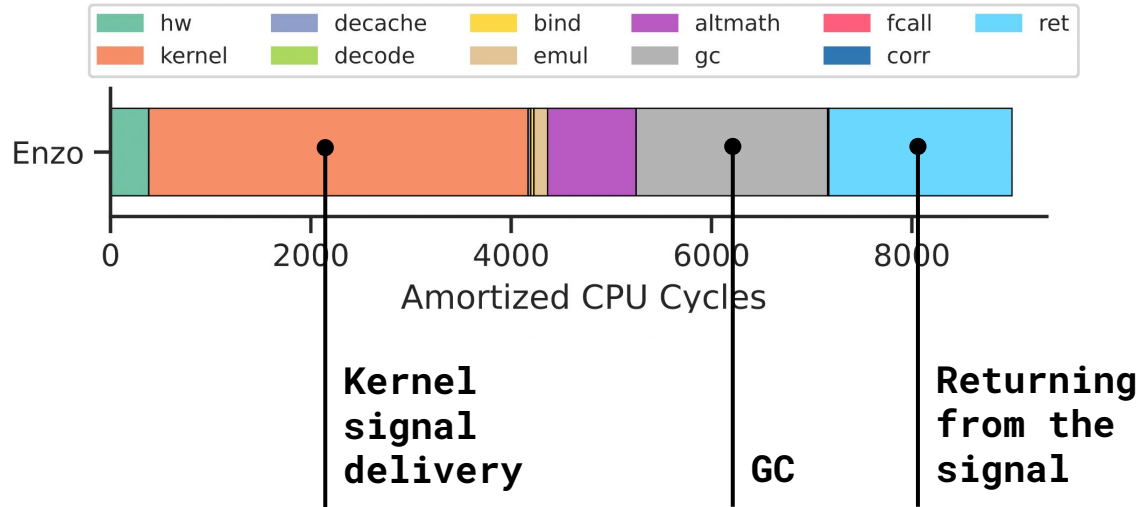 hw decache bind altmath fcall ret
kernel decode emul gc corr
Enzo
0 2000 4000 6000 8000
Amortized CPU Cycles
Kernel
signal
delivery
GC
Returning
from the
signal